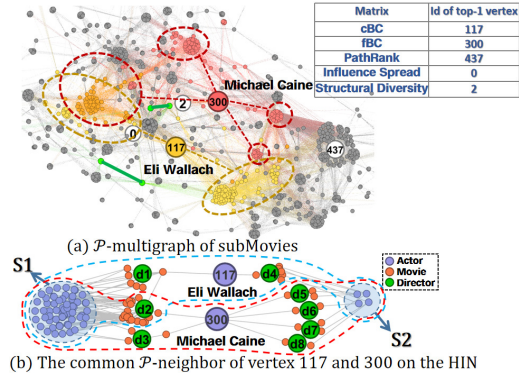 Matrix Id of top-1 vertex
cBC 117
fBC 300
PathRank 437
Influence Spread 0
Structural Diversity 2
Michael Caine
2
300
0
117
437
Eli Wallach
(a) 𝒫-multigraph of subMovies
Actor
Movie
Director
S1
d1
117
d4
Eli Wallach
d2
d5
d6
300
d7
d3
Michael Caine
d8
S2
(b) The common 𝒫-neighbor of vertex 117 and 300 on the HIN